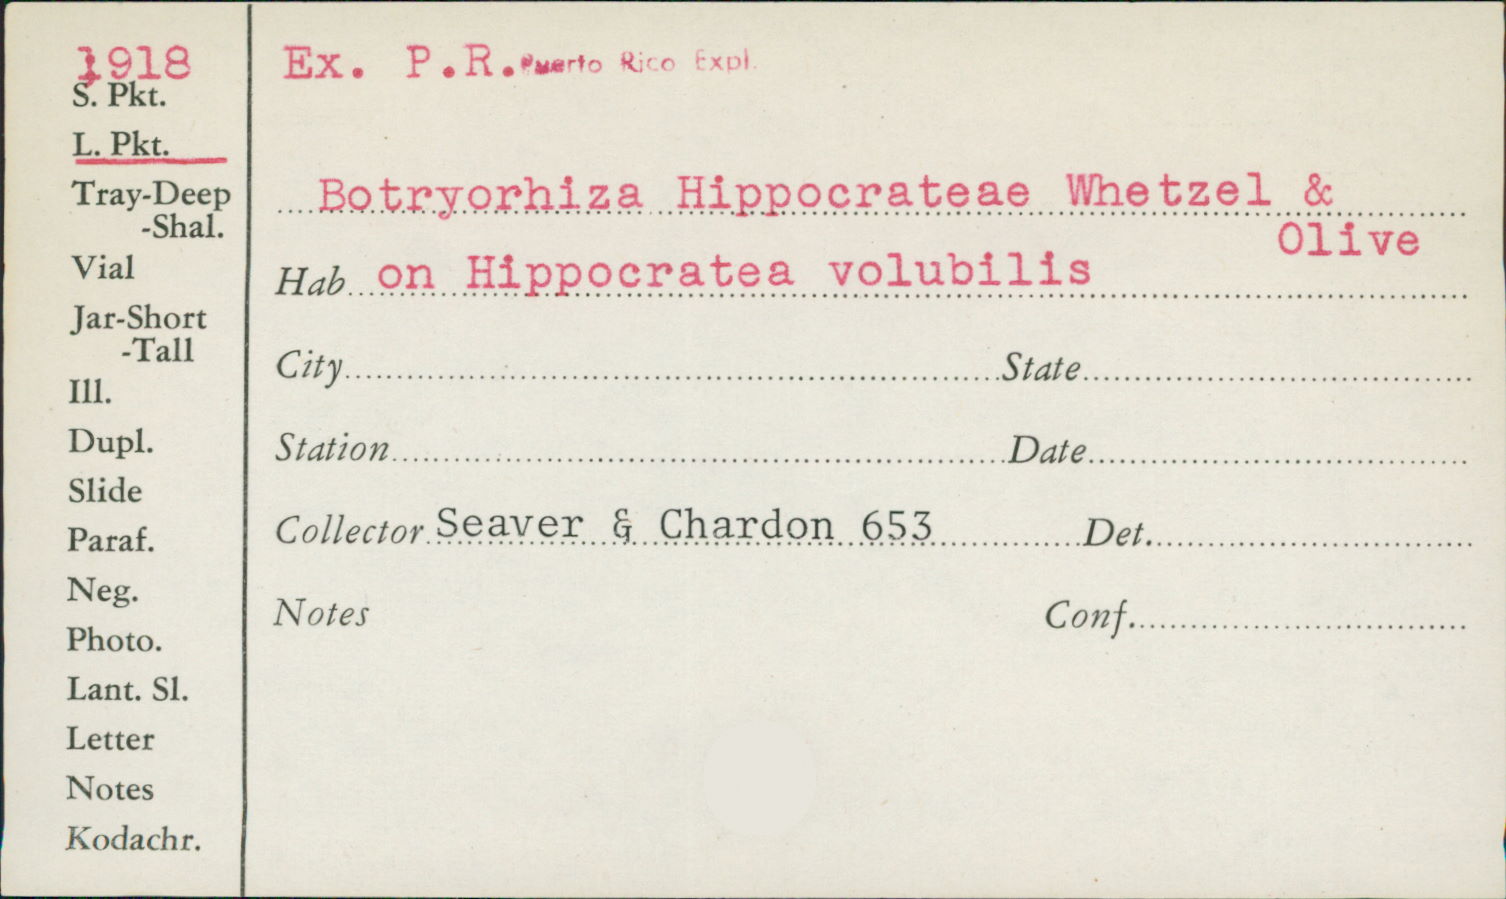 1918
S. Pkt.
L. Pkt.
Tray-Deep
-Shal.
Vial
Jar-Short
-Tall
Ill.
Dupl.
Slide
Paraf.
Neg.
Photo.
Lant. Sl.
Letter
Notes
Kodachr.
Ex. P.R. Puerto Rico Expl.
Botryorhiza Hippocrateae Whetzel &
Olive
Hab. on Hippocratea volubilis
City State
Station Date
Collector Seaver & Chardon 653 Det.
Notes Conf.